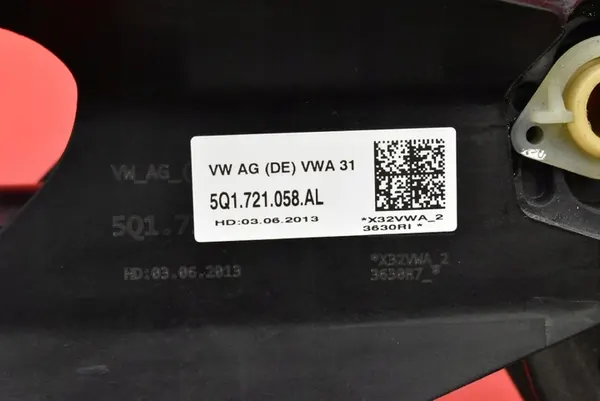 VW AG (DE) VWA 31
5Q1.721.058.AL
HD:03.06.2013
*X32VWA_2
3630RI *
VW_AG_(
5Q1.7
HD:03.06.2013
*X32VWA_2
3630R7_*